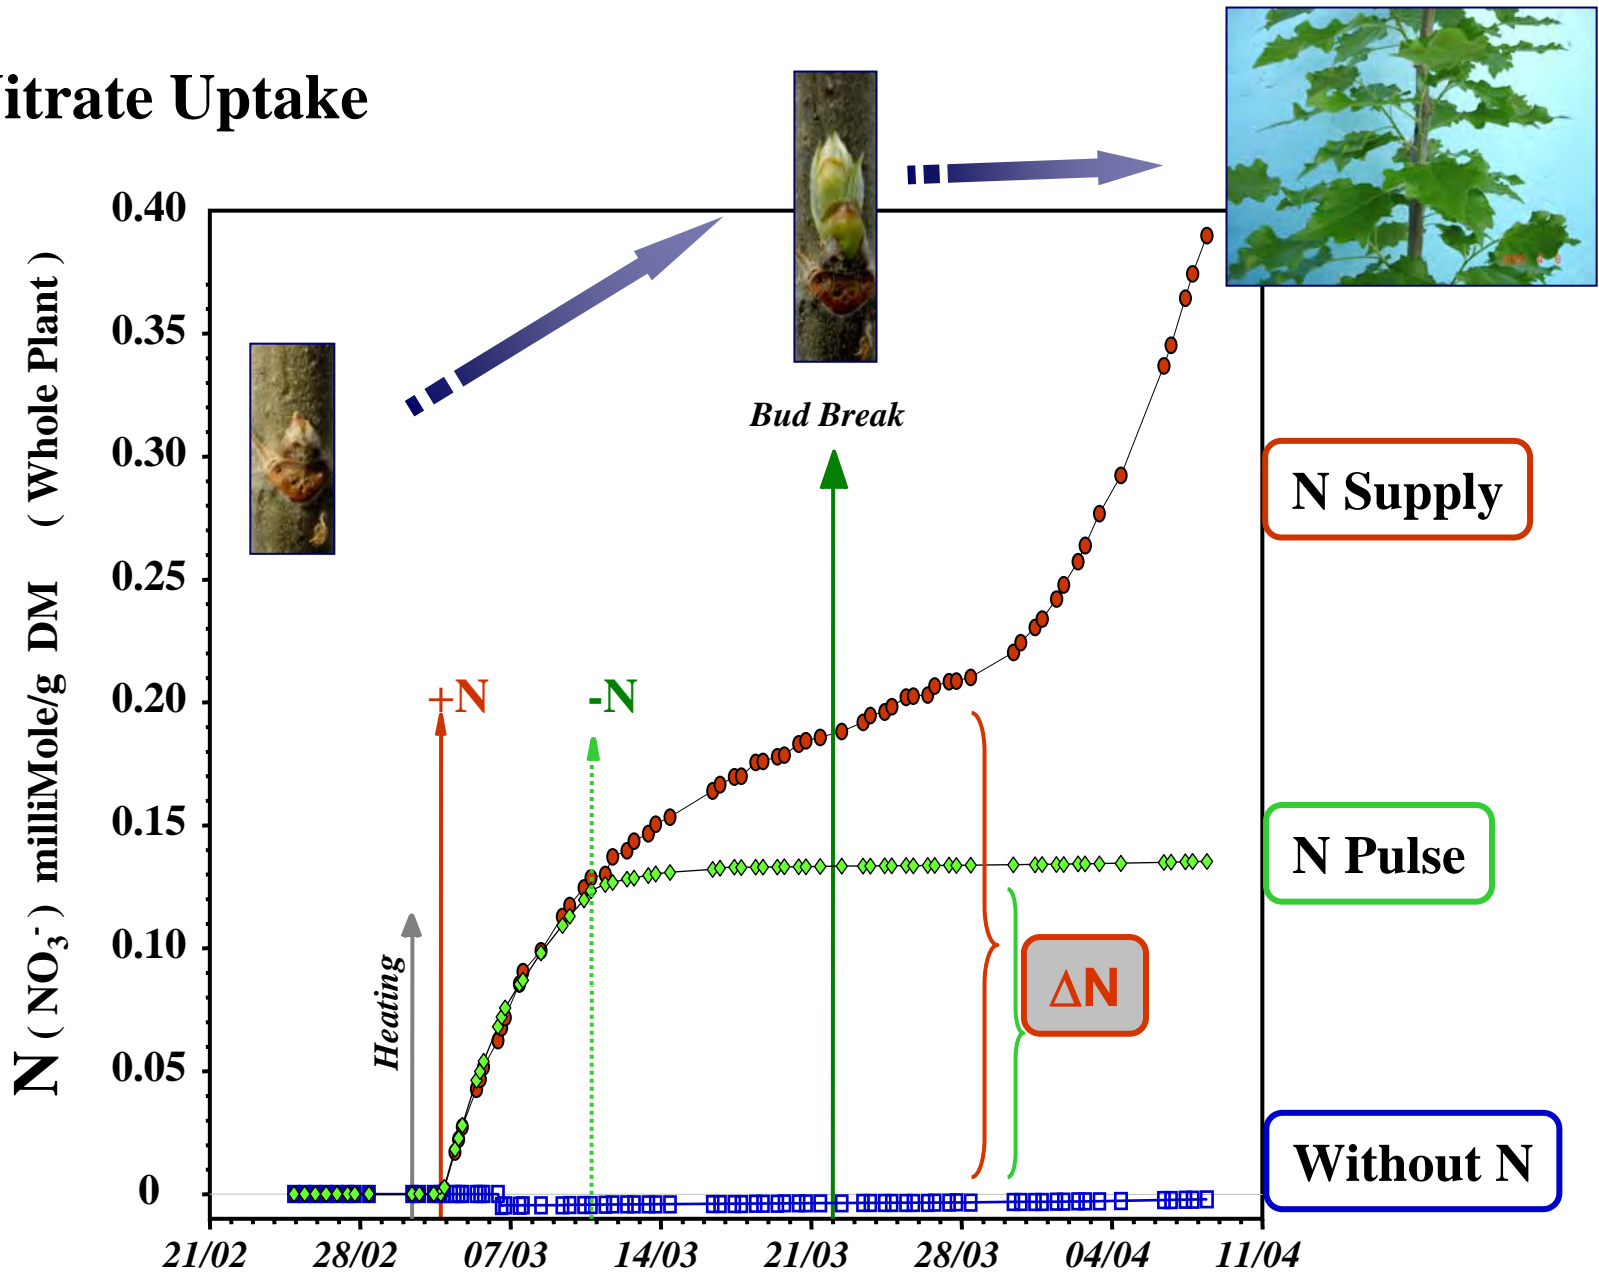 itrate Uptake
N ( NO₃⁻ ) milliMole/g DM ( Whole Plant )
0.40
0.35
0.30
0.25
0.20
0.15
0.10
0.05
0
Bud Break
+N
-N
Heating
ΔN
N Supply
N Pulse
Without N
21/02
28/02
07/03
14/03
21/03
28/03
04/04
11/04